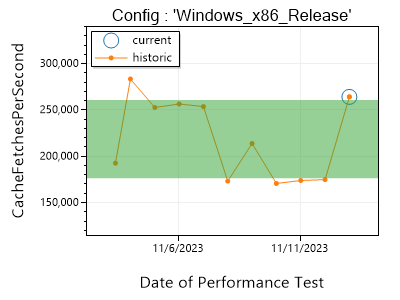 Config : 'Windows_x86_Release'
current
historic
CacheFetchesPerSecond
300,000
250,000
200,000
150,000
11/6/2023
11/11/2023
Date of Performance Test